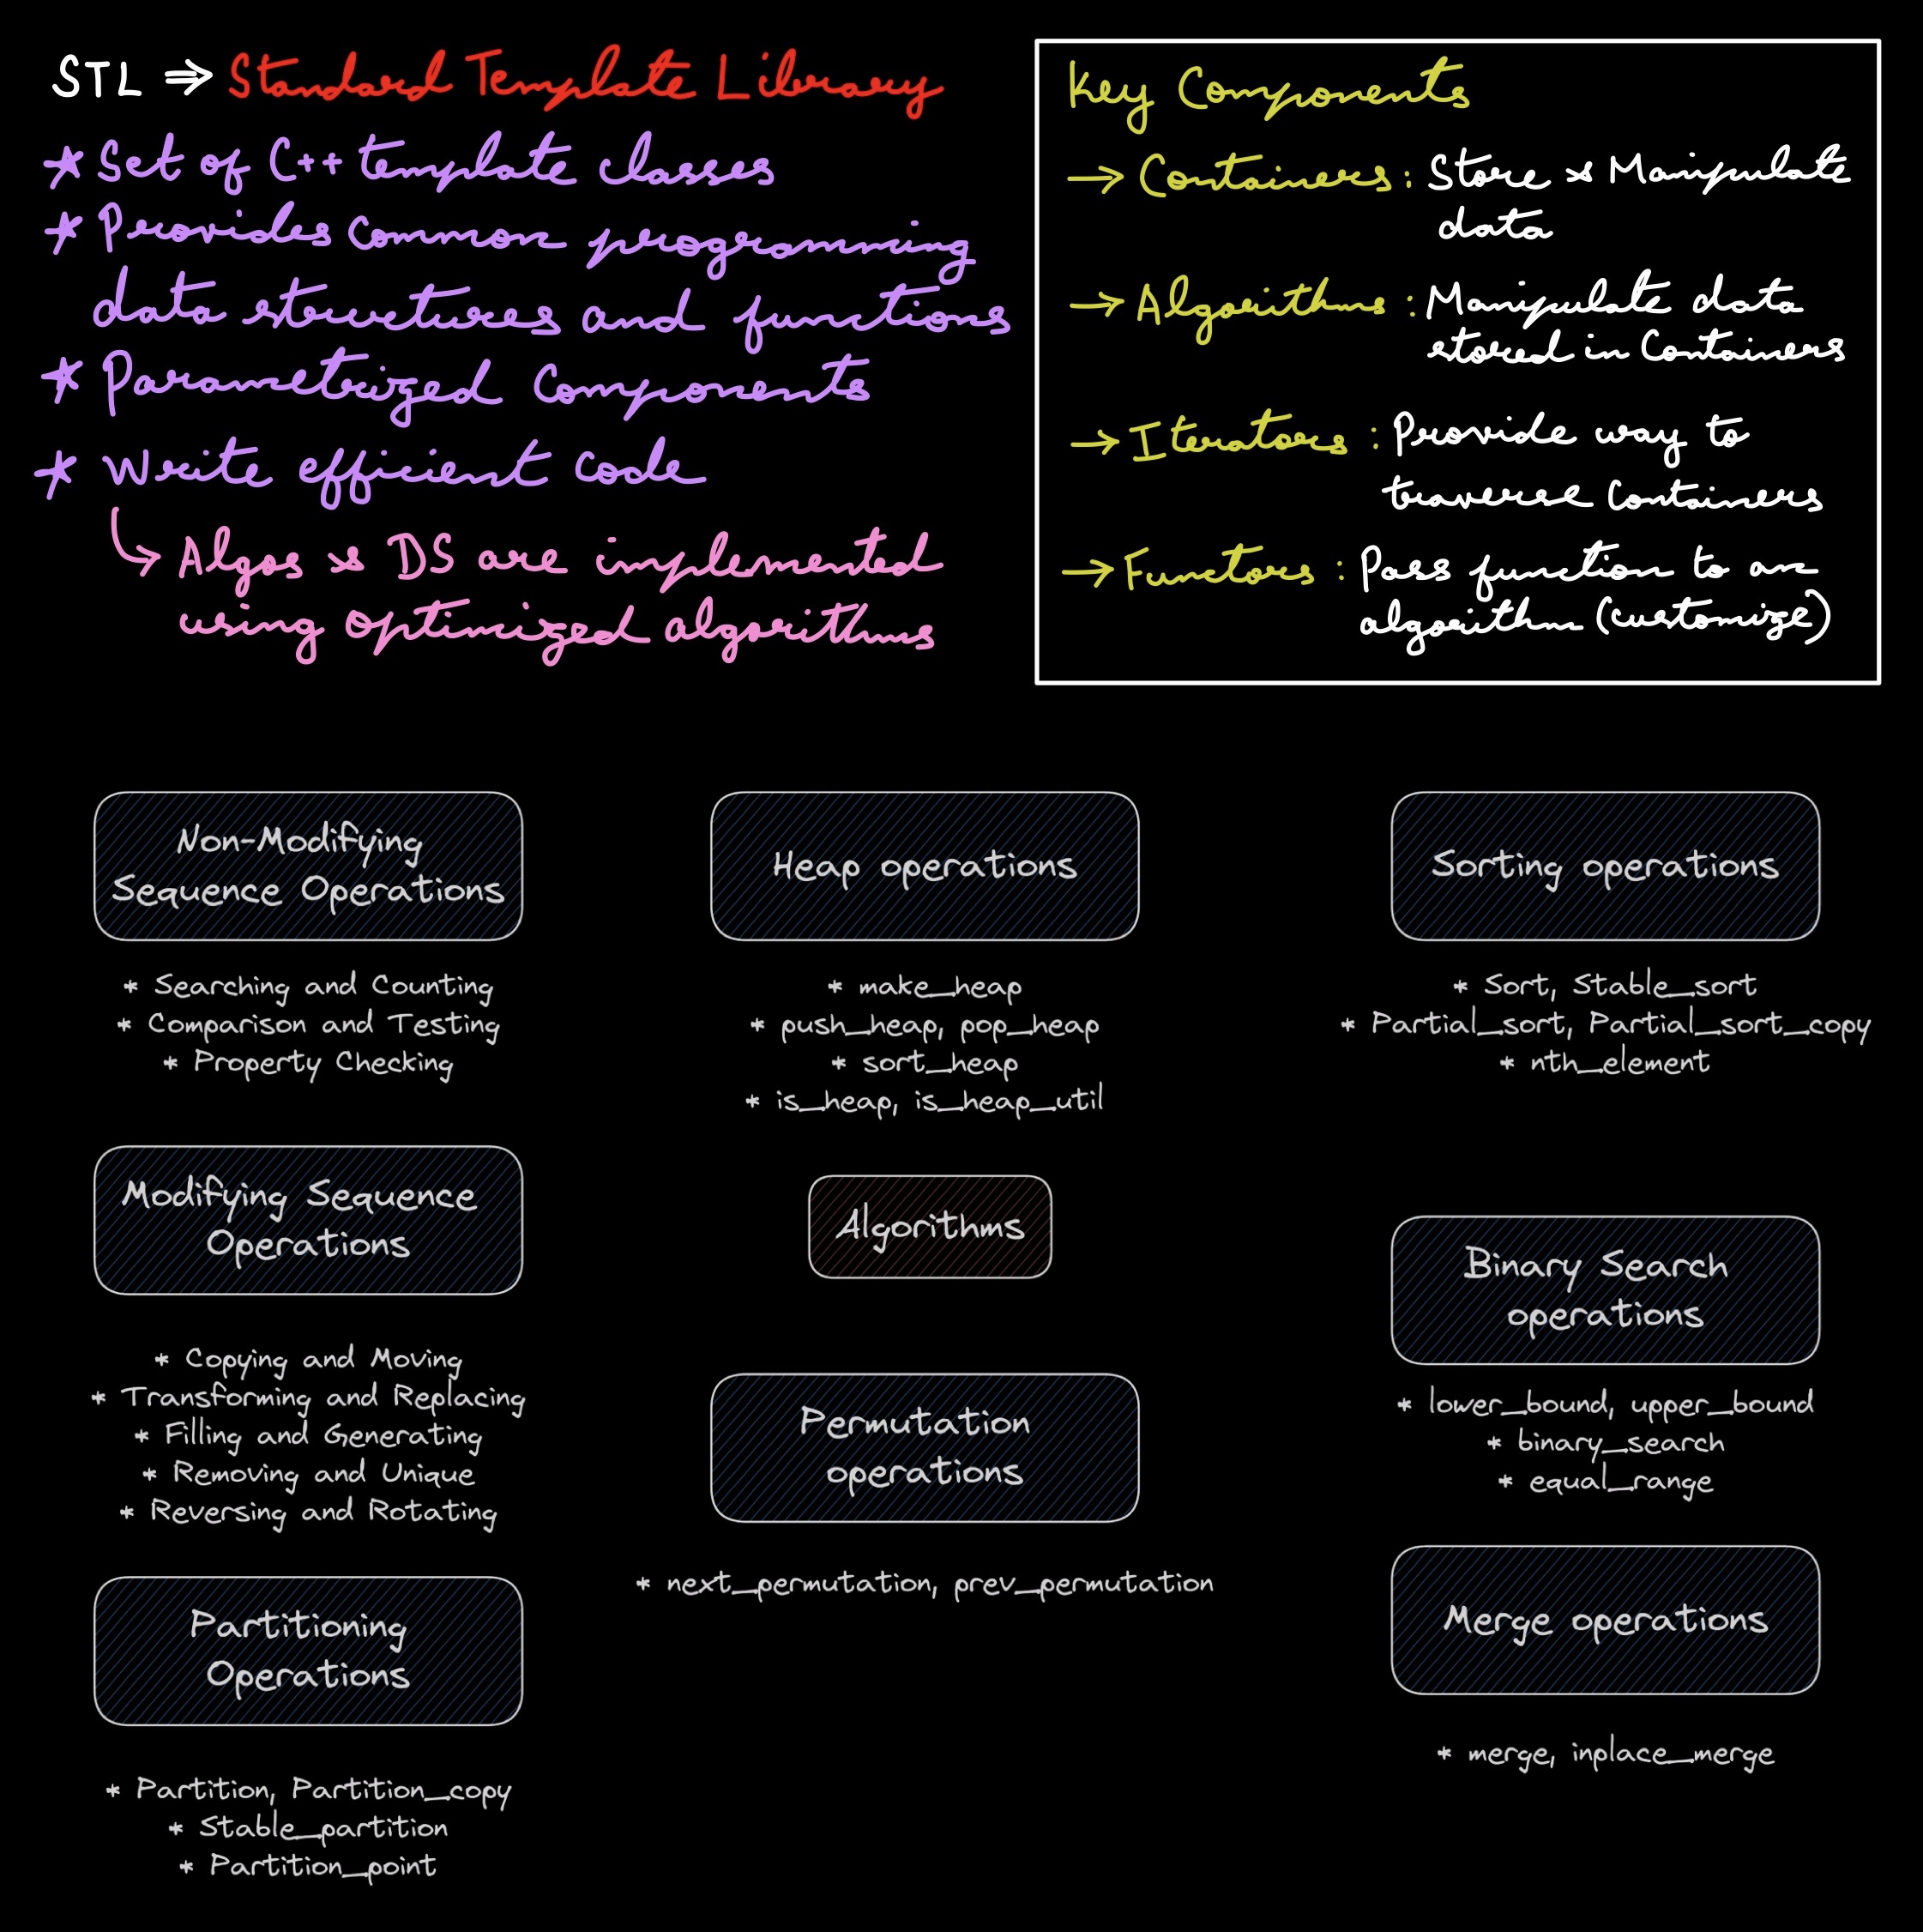 STL ⇒ Standard Template Library
* Set of C++ template classes
* Provides Common programming
data structures and functions
* Parametrized Components
* Write efficient code
↳ Algos & DS are implemented
using optimized algorithms
Key Components
→ Containers : Store & Manipulate
data
→ Algorithms : Manipulate data
stored in Containers
→ Iterators : Provide way to
traverse Containers
→ Functors : Pass function to an
algorithm (customize)
Non-Modifying
Sequence Operations
* Searching and Counting
* Comparison and Testing
* Property Checking
Modifying Sequence
Operations
* Copying and Moving
* Transforming and Replacing
* Filling and Generating
* Removing and Unique
* Reversing and Rotating
Partitioning
Operations
* Partition, Partition_copy
* Stable_partition
* Partition_point
Heap operations
* make_heap
* push_heap, pop_heap
* sort_heap
* is_heap, is_heap_util
Algorithms
Permutation
operations
* next_permutation, prev_permutation
Sorting operations
* Sort, Stable_sort
* Partial_sort, Partial_sort_copy
* nth_element
Binary Search
operations
* lower_bound, upper_bound
* binary_search
* equal_range
Merge operations
* merge, inplace_merge